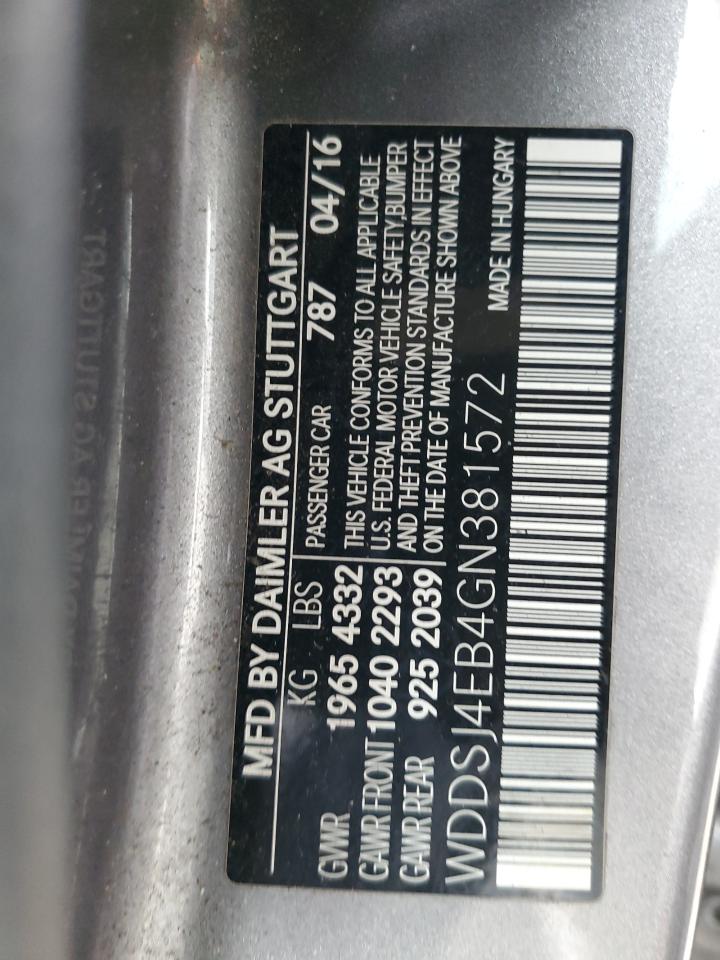 MFD BY DAIMLER AG STUTTGART
KG LBS PASSENGER CAR 787 04/16
GVWR 1965 4332
GAWR FRONT 1040 2293
GAWR REAR 925 2039
THIS VEHICLE CONFORMS TO ALL APPLICABLE
U.S. FEDERAL MOTOR VEHICLE SAFETY,BUMPER
AND THEFT PREVENTION STANDARDS IN EFFECT
ON THE DATE OF MANUFACTURE SHOWN ABOVE
WDDSJ4EB4GN381572 MADE IN HUNGARY